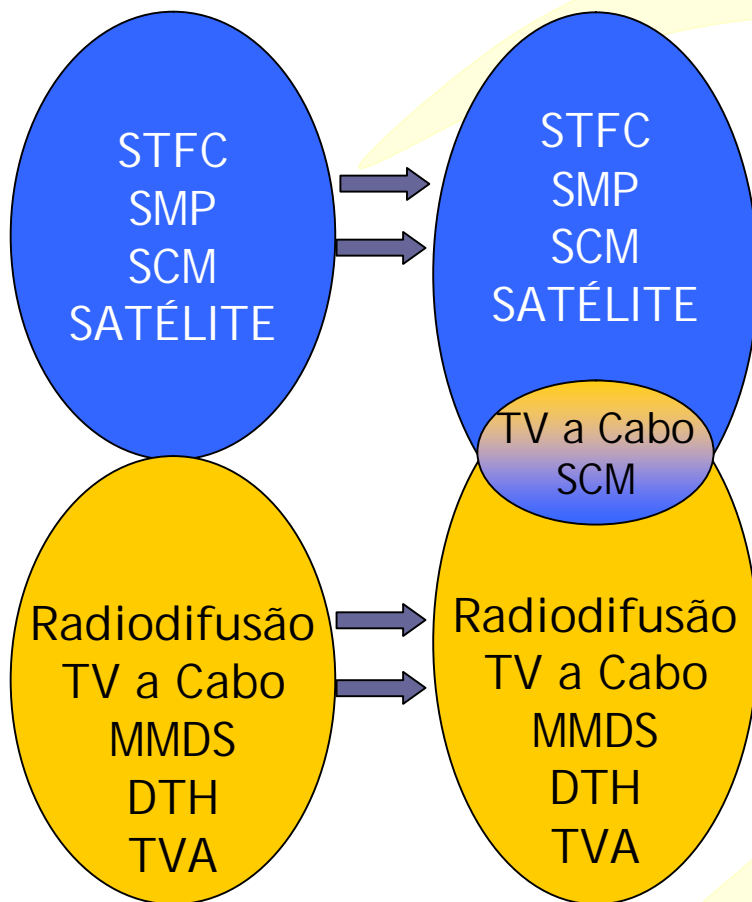 STFC
SMP
SCM
SATÉLITE
Radiodifusão
TV a Cabo
MMDS
DTH
TVA
STFC
SMP
SCM
SATÉLITE
TV a Cabo
SCM
Radiodifusão
TV a Cabo
MMDS
DTH
TVA